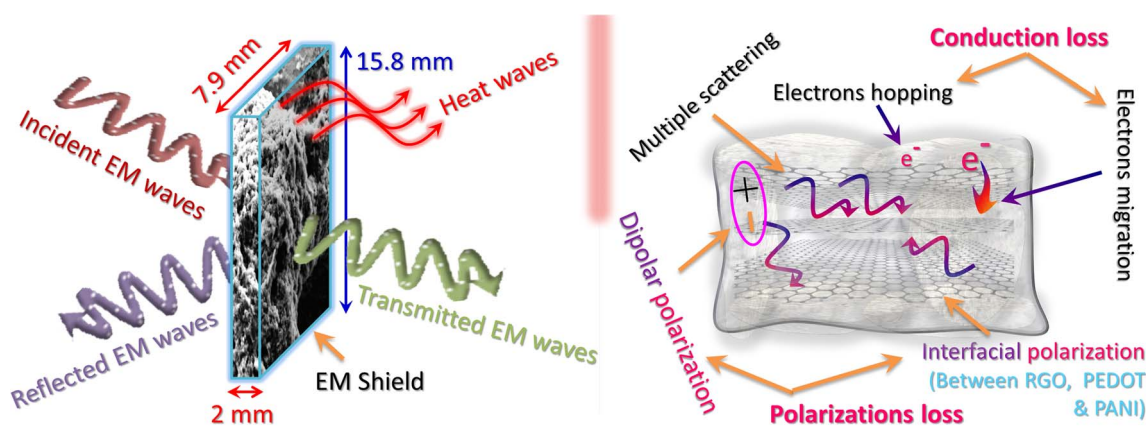 7.9 mm
15.8 mm
Heat waves
Incident EM waves
Reflected EM waves
Transmitted EM waves
EM Shield
2 mm
Conduction loss
Multiple scattering
Electrons hopping
Electrons migration
e-
e-
+
-
Dipolar polarization
Interfacial polarization
(Between RGO, PEDOT
& PANI)
Polarizations loss